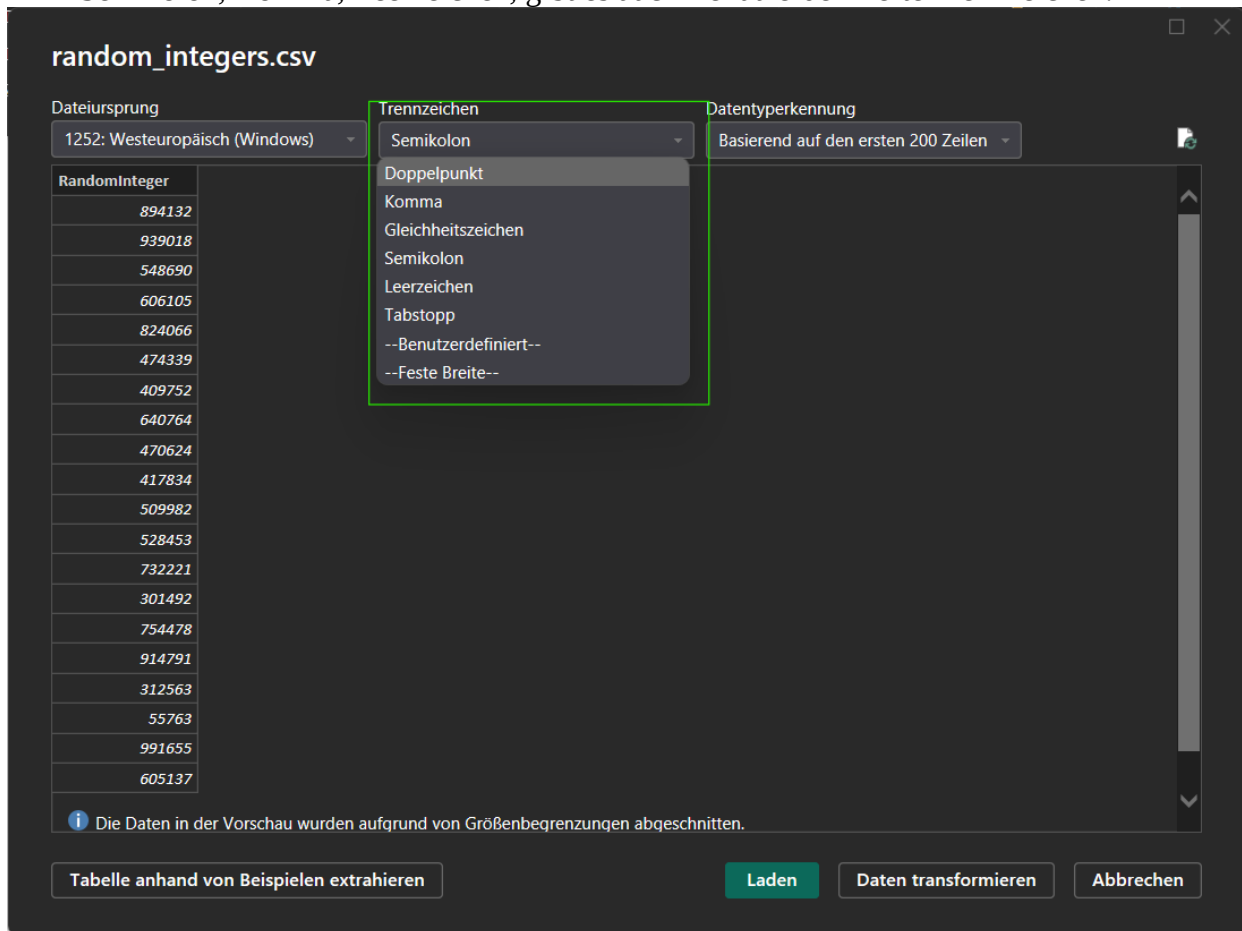 random_integers.csv
Dateiursprung Trennzeichen Datentyperkennung
1252: Westeuropäisch (Windows) Semikolon Basierend auf den ersten 200 Zeilen
RandomInteger
894132
939018
548690
606105
824066
474339
409752
640764
470624
417834
509982
528453
732221
301492
754478
914791
312563
55763
991655
605137
Doppelpunkt
Komma
Gleichheitszeichen
Semikolon
Leerzeichen
Tabstopp
--Benutzerdefiniert--
--Feste Breite--
Die Daten in der Vorschau wurden aufgrund von Größenbegrenzungen abgeschnitten.
Tabelle anhand von Beispielen extrahieren Laden Daten transformieren Abbrechen